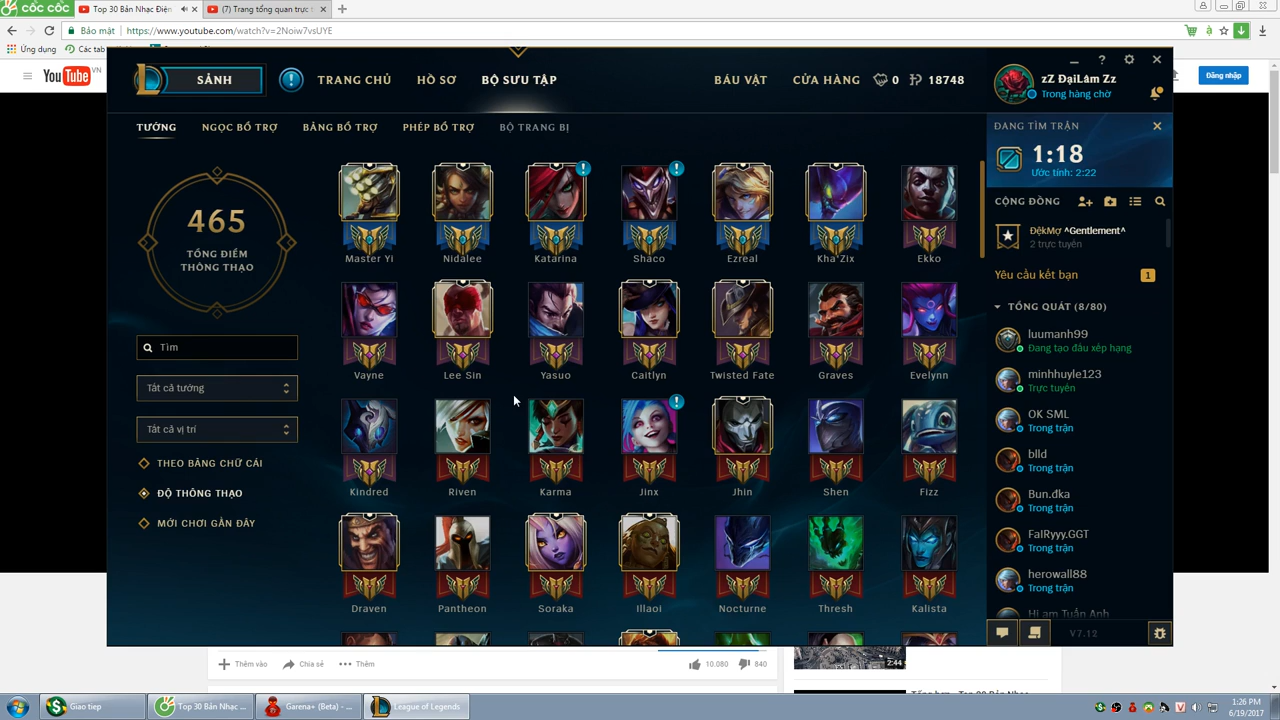 CỐC CỐC
Top 30 Bản Nhạc Điện
(7) Trang tổng quan trực t
Bảo mật
https://www.youtube.com/watch?v=2Noiw7vsUYE
Ứng dụng
Các tab
YouTube VN
Đăng nhập
SẢNH
TRANG CHỦ
HỒ SƠ
BỘ SƯU TẬP
BÁU VẬT
CỬA HÀNG
0
18748
zZ ĐạiLâm Zz
Trong hàng chờ
TƯỚNG
NGỌC BỔ TRỢ
BẢNG BỔ TRỢ
PHÉP BỔ TRỢ
BỘ TRANG BỊ
465
TỔNG ĐIỂM
THÔNG THẠO
Tìm
Tất cả tướng
Tất cả vị trí
THEO BẢNG CHỮ CÁI
ĐỘ THÔNG THẠO
MỚI CHƠI GẦN ĐÂY
Master Yi
Nidalee
Katarina
Shaco
Ezreal
Kha'Zix
Ekko
Vayne
Lee Sin
Yasuo
Caitlyn
Twisted Fate
Graves
Evelynn
Kindred
Riven
Karma
Jinx
Jhin
Shen
Fizz
Draven
Pantheon
Soraka
Illaoi
Nocturne
Thresh
Kalista
ĐANG TÌM TRẬN
1:18
Ước tính: 2:22
CỘNG ĐỒNG
ĐệkMợ ^Gentlement^
2 trực tuyến
Yêu cầu kết bạn
1
TỔNG QUÁT (8/80)
luumanh99
Đang tạo đấu xếp hạng
minhhuyle123
Trực tuyến
OK SML
Trong trận
blld
Trong trận
Bun.đka
Trong trận
FaIRyyy.GGT
Trong trận
herowall88
Trong trận
Hi am Tuấn Anh
V7.12
Thêm vào
Chia sẻ
Thêm
10.080
840
2:44
Giao tiep
Top 30 Bản Nhạc ...
Garena+ (Beta) - ...
League of Legends
1:26 PM
6/19/2017